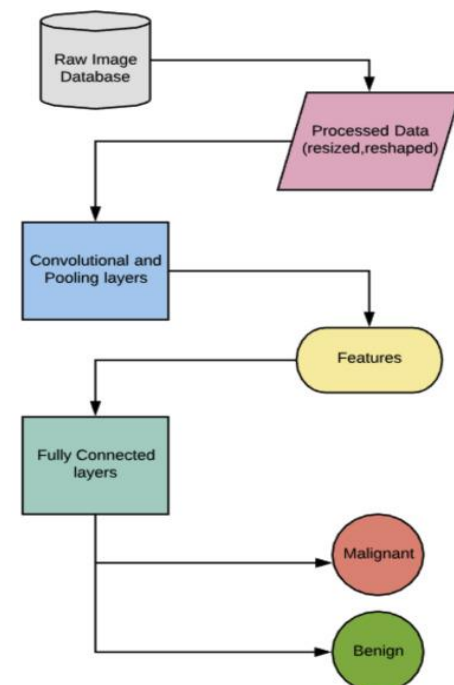 Raw Image
Database
Processed Data
(resized,reshaped)
Convolutional and
Pooling layers
Features
Fully Connected
layers
Malignant
Benign